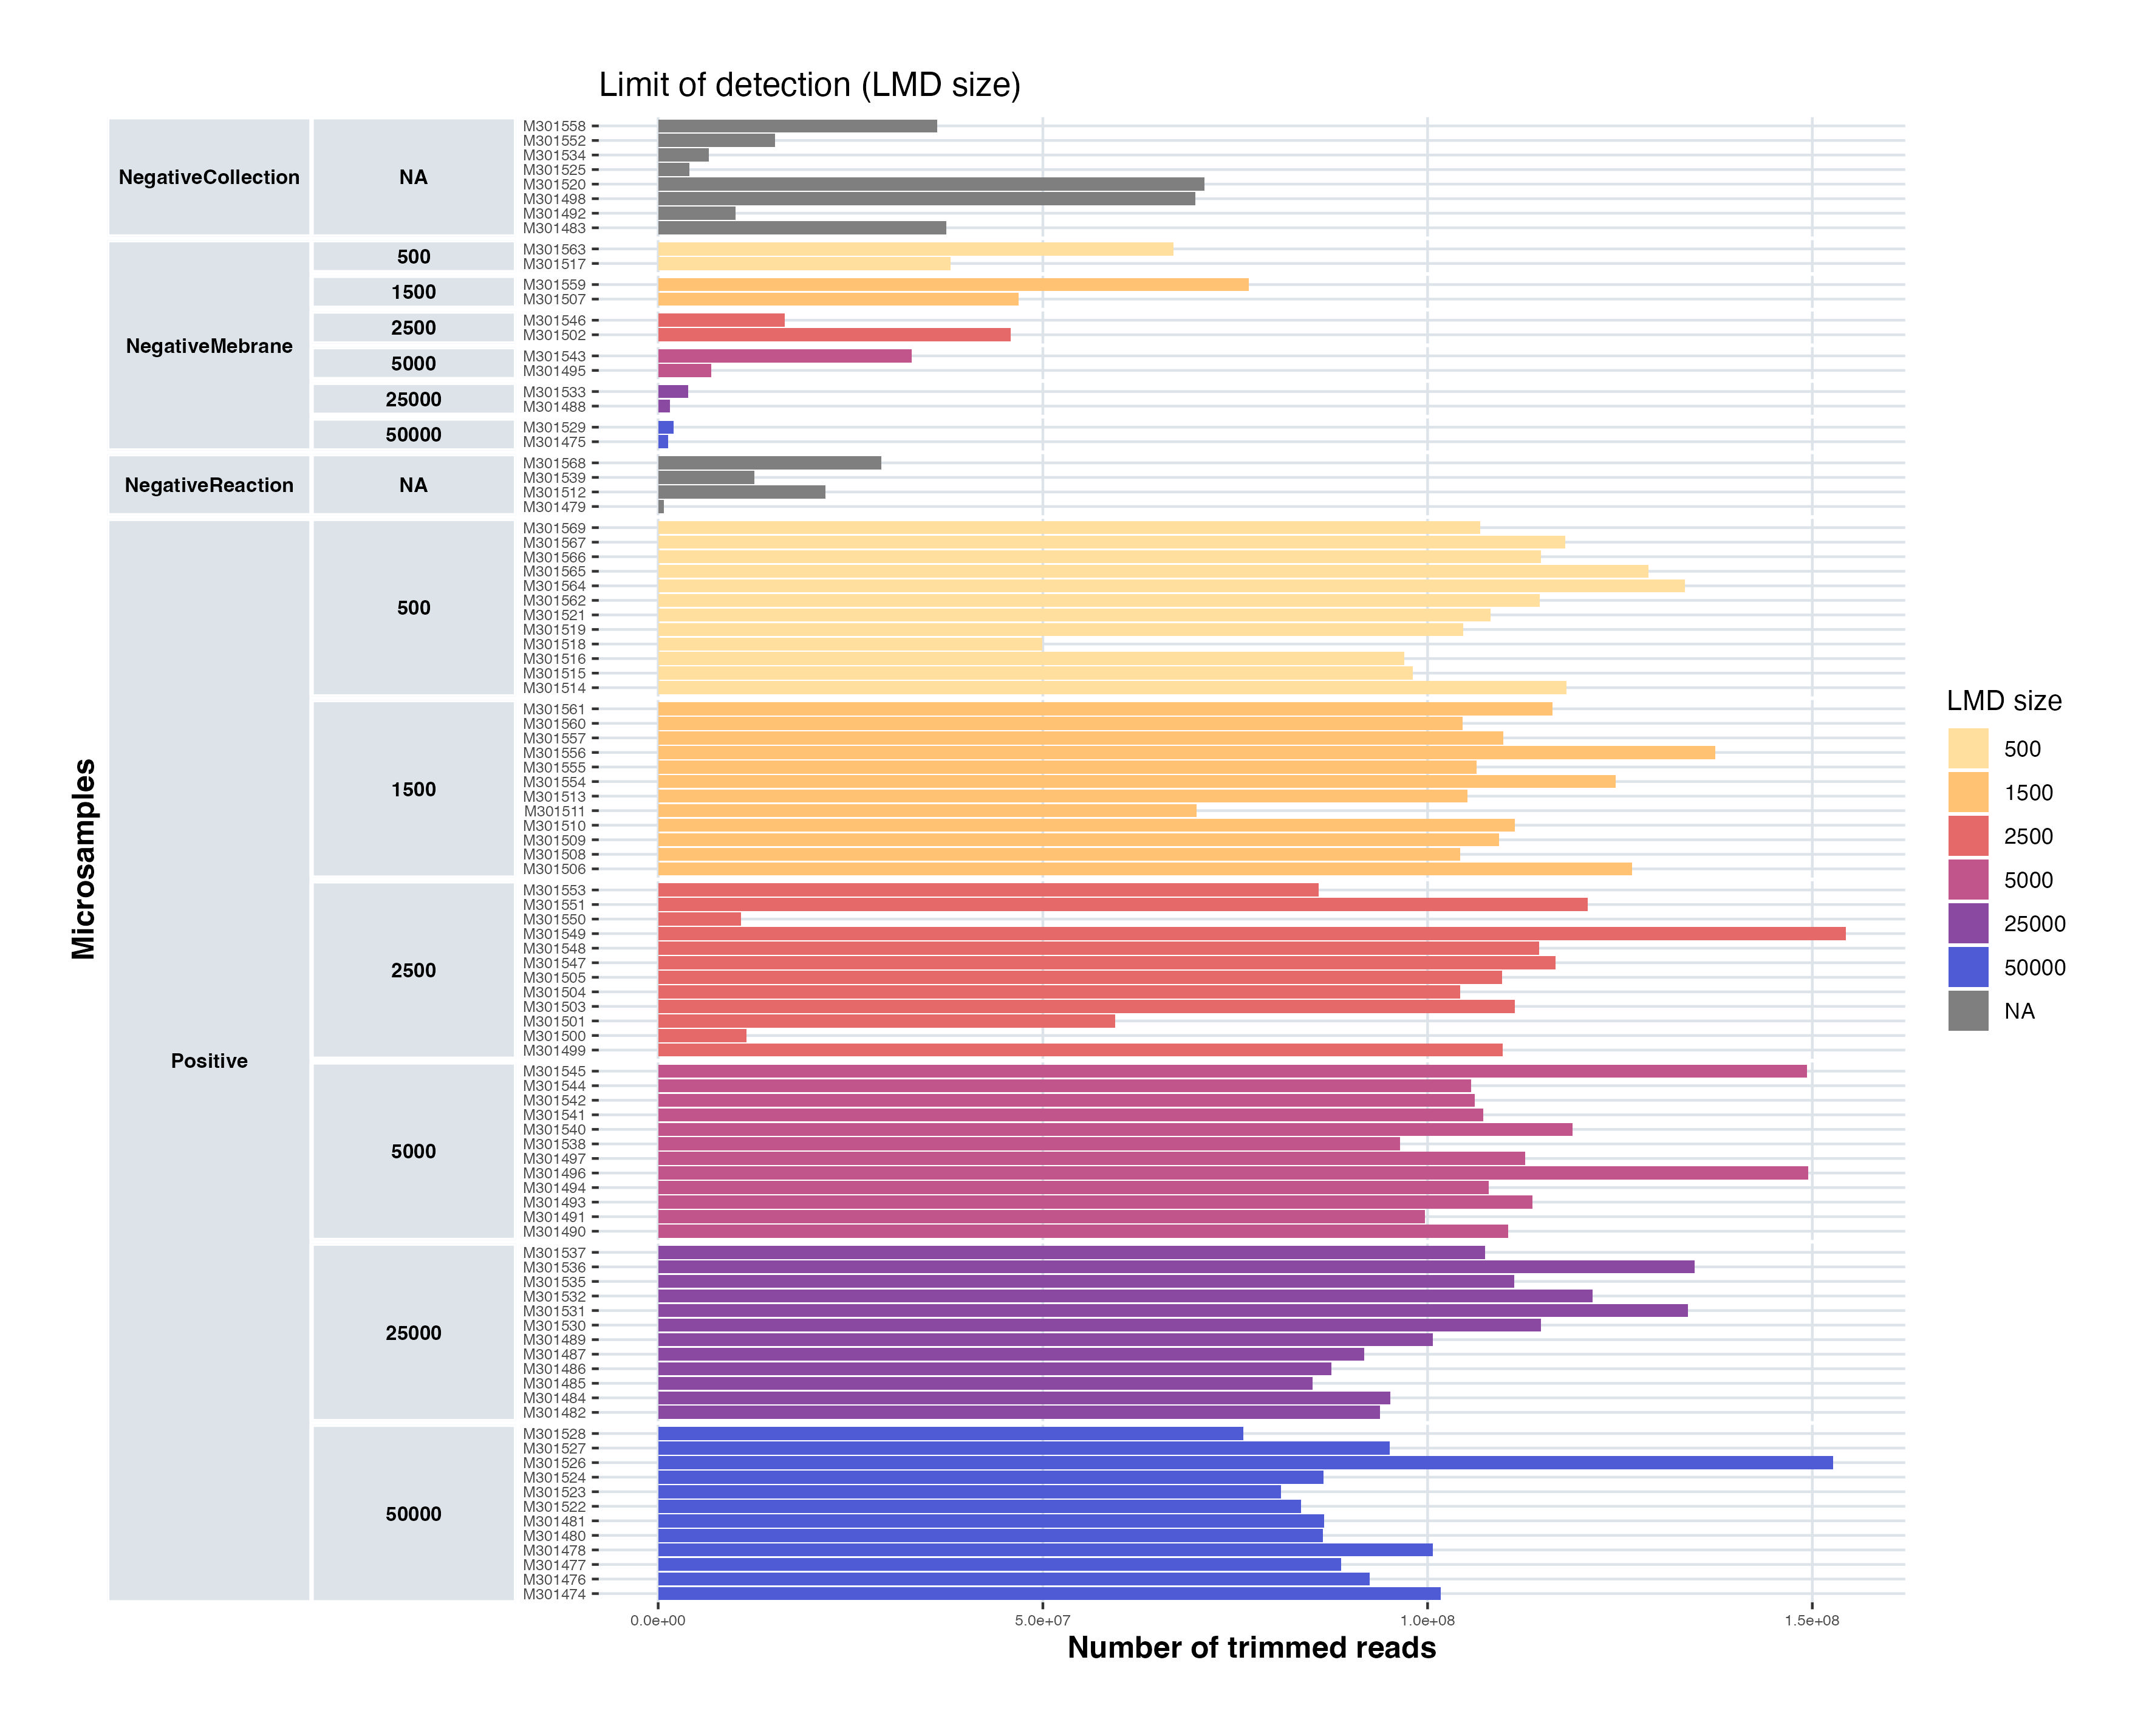 Limit of detection (LMD size)
Microsamples
NegativeCollection
NA
M301558
M301552
M301534
M301525
M301520
M301498
M301492
M301483
NegativeMebrane
500
M301563
M301517
1500
M301559
M301507
2500
M301546
M301502
5000
M301543
M301495
25000
M301533
M301488
50000
M301529
M301475
NegativeReaction
NA
M301568
M301539
M301512
M301479
Positive
500
M301569
M301567
M301566
M301565
M301564
M301562
M301521
M301519
M301518
M301516
M301515
M301514
1500
M301561
M301560
M301557
M301556
M301555
M301554
M301513
M301511
M301510
M301509
M301508
M301506
2500
M301553
M301551
M301550
M301549
M301548
M301547
M301505
M301504
M301503
M301501
M301500
M301499
5000
M301545
M301544
M301542
M301541
M301540
M301538
M301497
M301496
M301494
M301493
M301491
M301490
25000
M301537
M301536
M301535
M301532
M301531
M301530
M301489
M301487
M301486
M301485
M301484
M301482
50000
M301528
M301527
M301526
M301524
M301523
M301522
M301481
M301480
M301478
M301477
M301476
M301474
0.0e+00 5.0e+07 1.0e+08 1.5e+08
Number of trimmed reads
LMD size
500
1500
2500
5000
25000
50000
NA